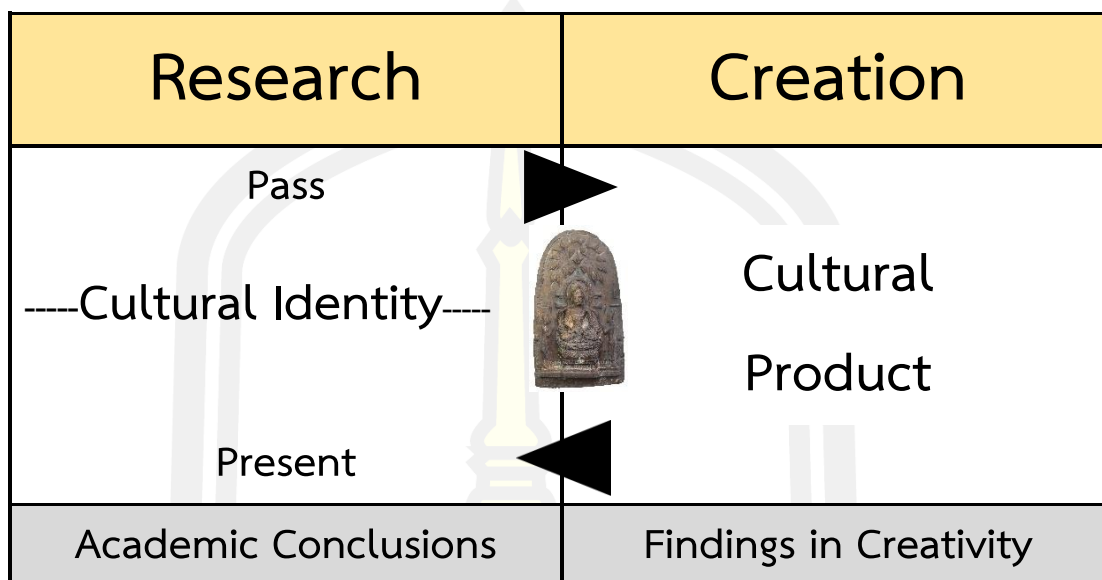 Research
Creation
Pass
-----Cultural Identity-----
Cultural
Product
Present
Academic Conclusions
Findings in Creativity